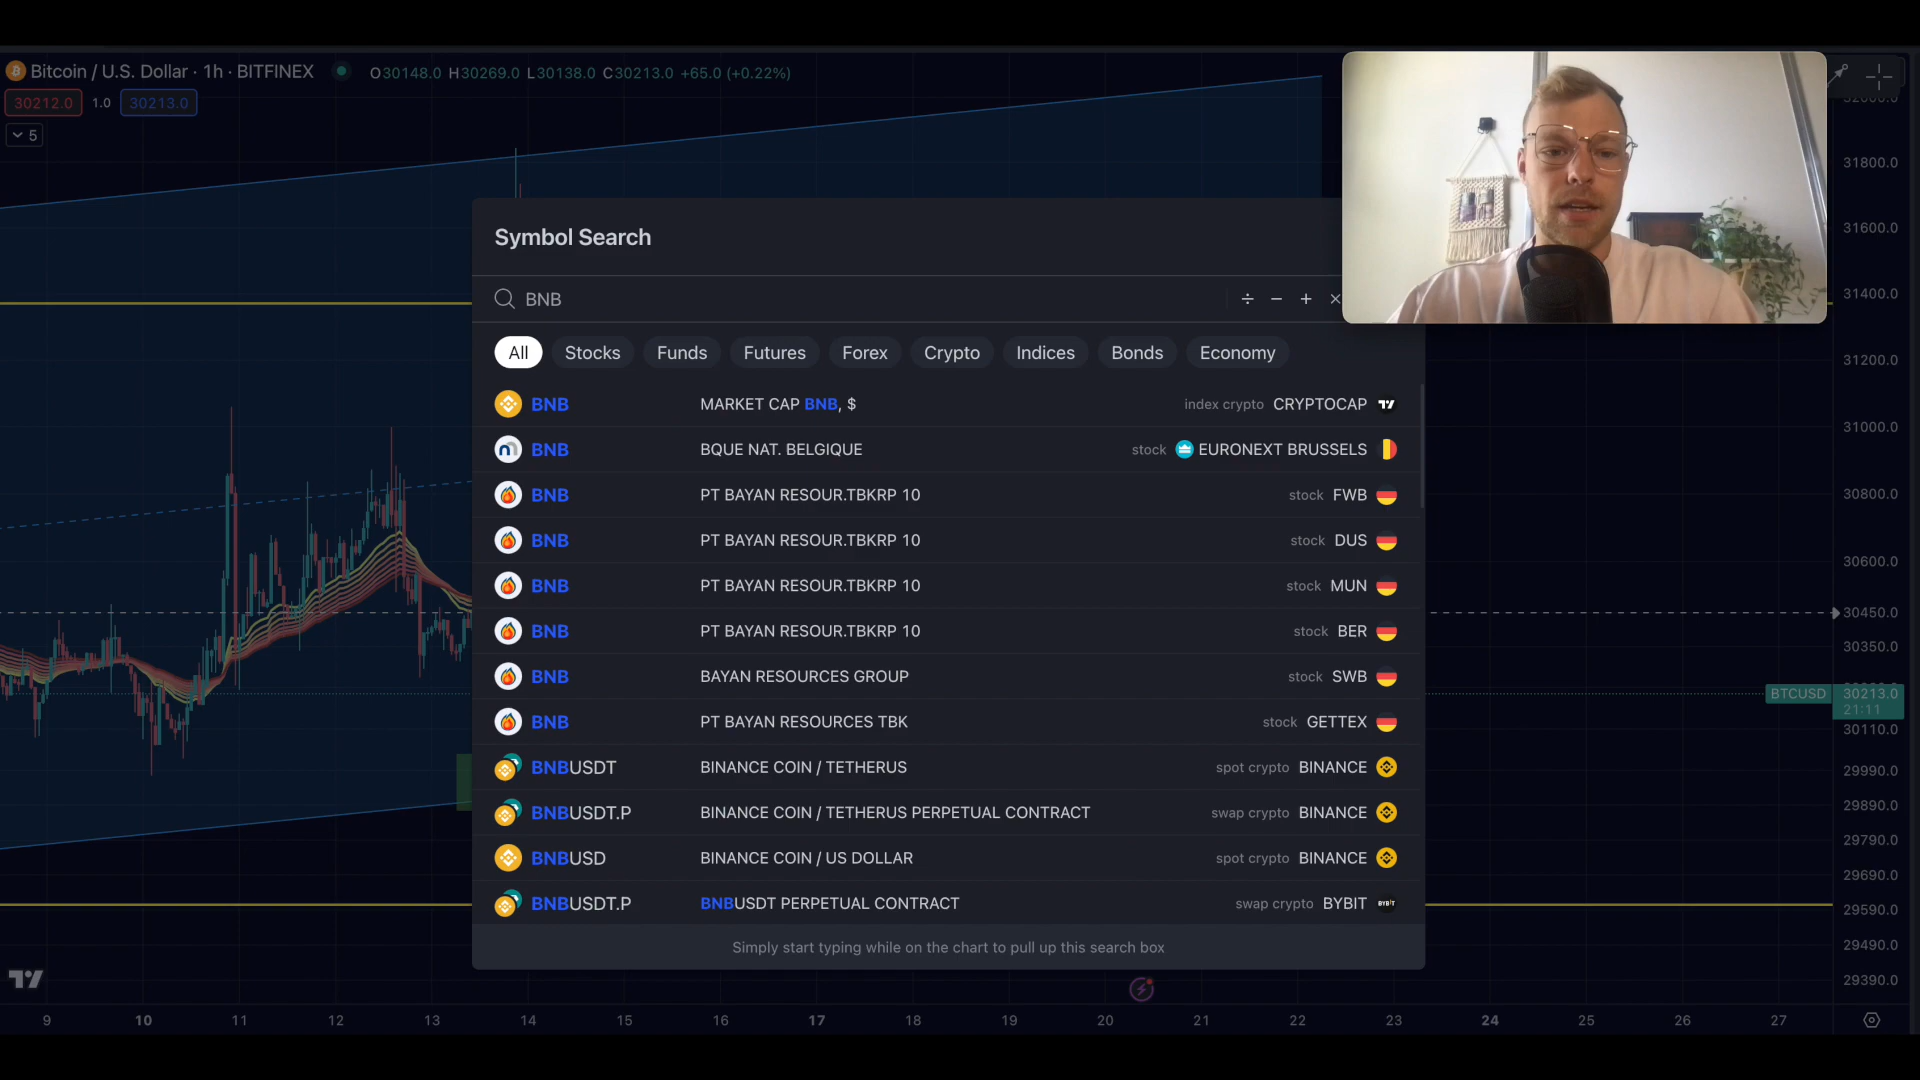 Bitcoin / U.S. Dollar · 1h · BITFINEX O30148.0 H30269.0 L30138.0 C30213.0 +65.0 (+0.22%)
30212.0 1.0 30213.0
5
Symbol Search
BNB
All Stocks Funds Futures Forex Crypto Indices Bonds Economy
BNB MARKET CAP BNB, $ index crypto CRYPTOCAP
BNB BQUE NAT. BELGIQUE stock EURONEXT BRUSSELS
BNB PT BAYAN RESOUR.TBKRP 10 stock FWB
BNB PT BAYAN RESOUR.TBKRP 10 stock DUS
BNB PT BAYAN RESOUR.TBKRP 10 stock MUN
BNB PT BAYAN RESOUR.TBKRP 10 stock BER
BNB BAYAN RESOURCES GROUP stock SWB
BNB PT BAYAN RESOURCES TBK stock GETTEX
BNBUSDT BINANCE COIN / TETHERUS spot crypto BINANCE
BNBUSDT.P BINANCE COIN / TETHERUS PERPETUAL CONTRACT swap crypto BINANCE
BNBUSD BINANCE COIN / US DOLLAR spot crypto BINANCE
BNBUSDT.P BNBUSDT PERPETUAL CONTRACT swap crypto BYBIT
Simply start typing while on the chart to pull up this search box
31800.0
31600.0
31400.0
31200.0
31000.0
30800.0
30600.0
30450.0
30350.0
BTCUSD 30213.0
21:11
30110.0
29990.0
29890.0
29790.0
29690.0
29590.0
29490.0
29390.0
9 10 11 12 13 14 15 16 17 18 19 20 21 22 23 24 25 26 27